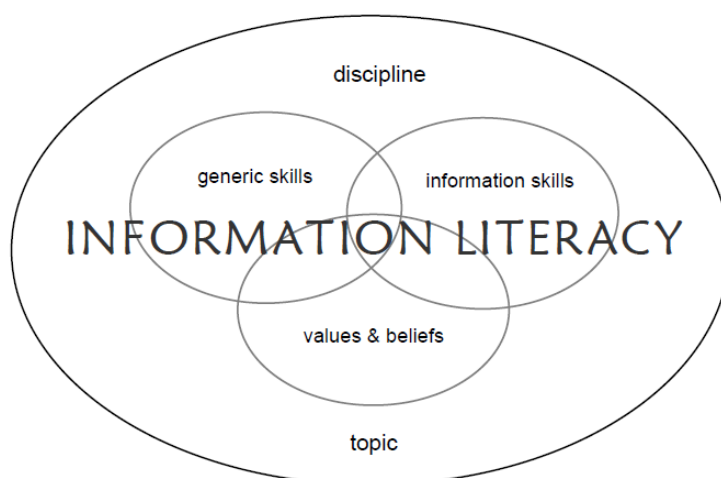 discipline
generic skills
information skills
INFORMATION LITERACY
values & beliefs
topic